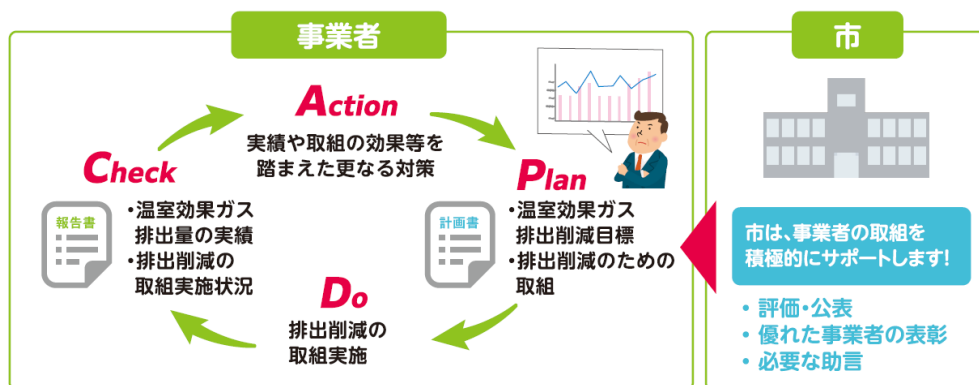 事業者
Action
実績や取組の効果等を
踏まえた更なる対策
Plan
計画書
・温室効果ガス
排出削減目標
・排出削減のための
取組
Do
排出削減の
取組実施
Check
報告書
・温室効果ガス
排出量の実績
・排出削減の
取組実施状況
市
市は、事業者の取組を
積極的にサポートします!
・評価・公表
・優れた事業者の表彰
・必要な助言